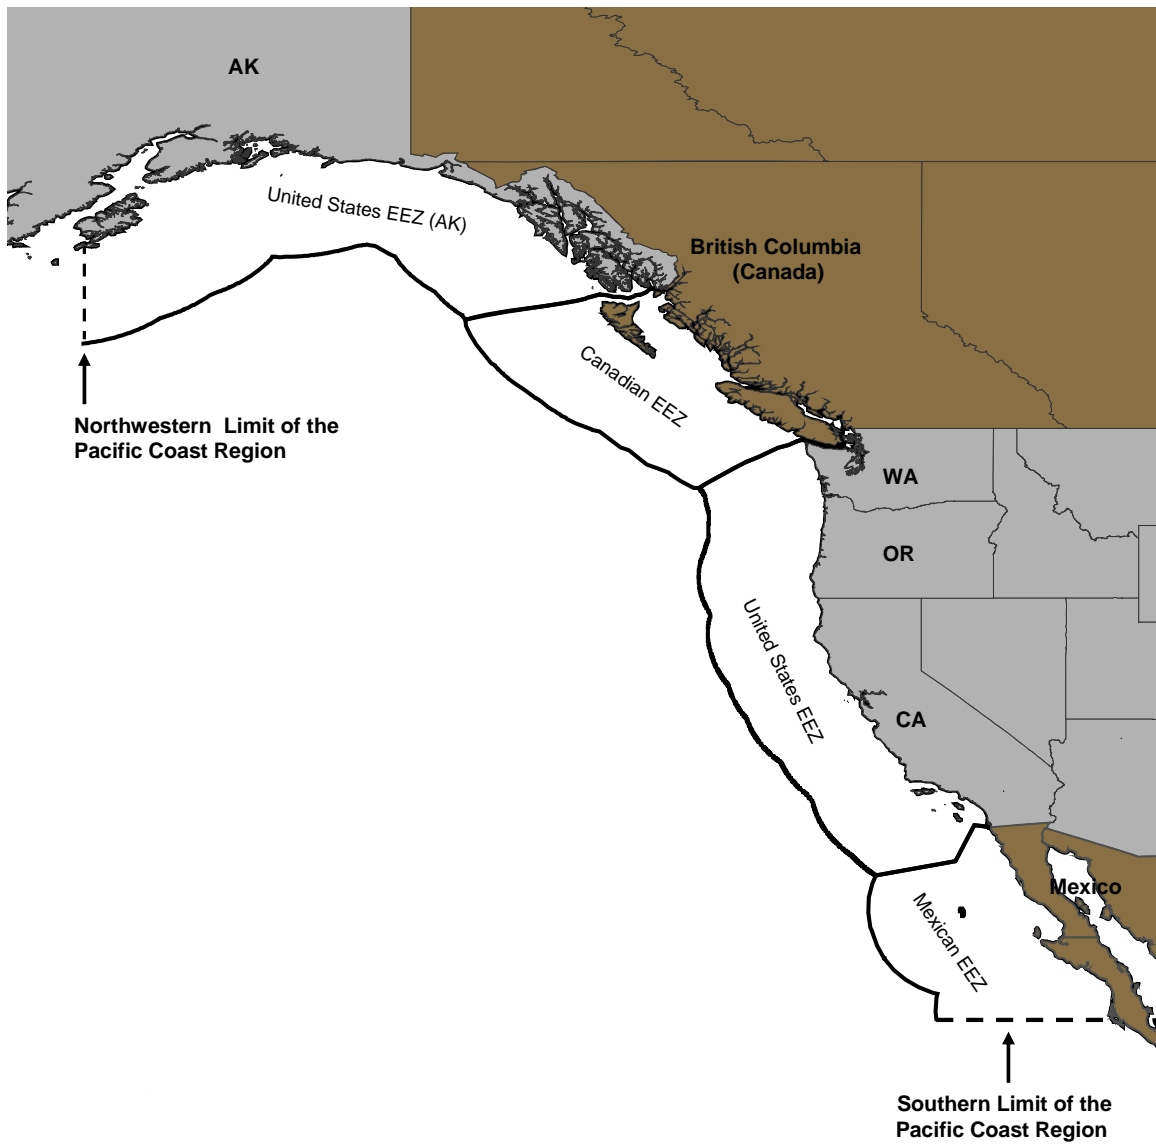 AK
United States EEZ (AK)
British Columbia
(Canada)
Canadian EEZ
Northwestern Limit of the
Pacific Coast Region
WA
OR
United States EEZ
CA
Mexico
Mexican EEZ
Southern Limit of the
Pacific Coast Region